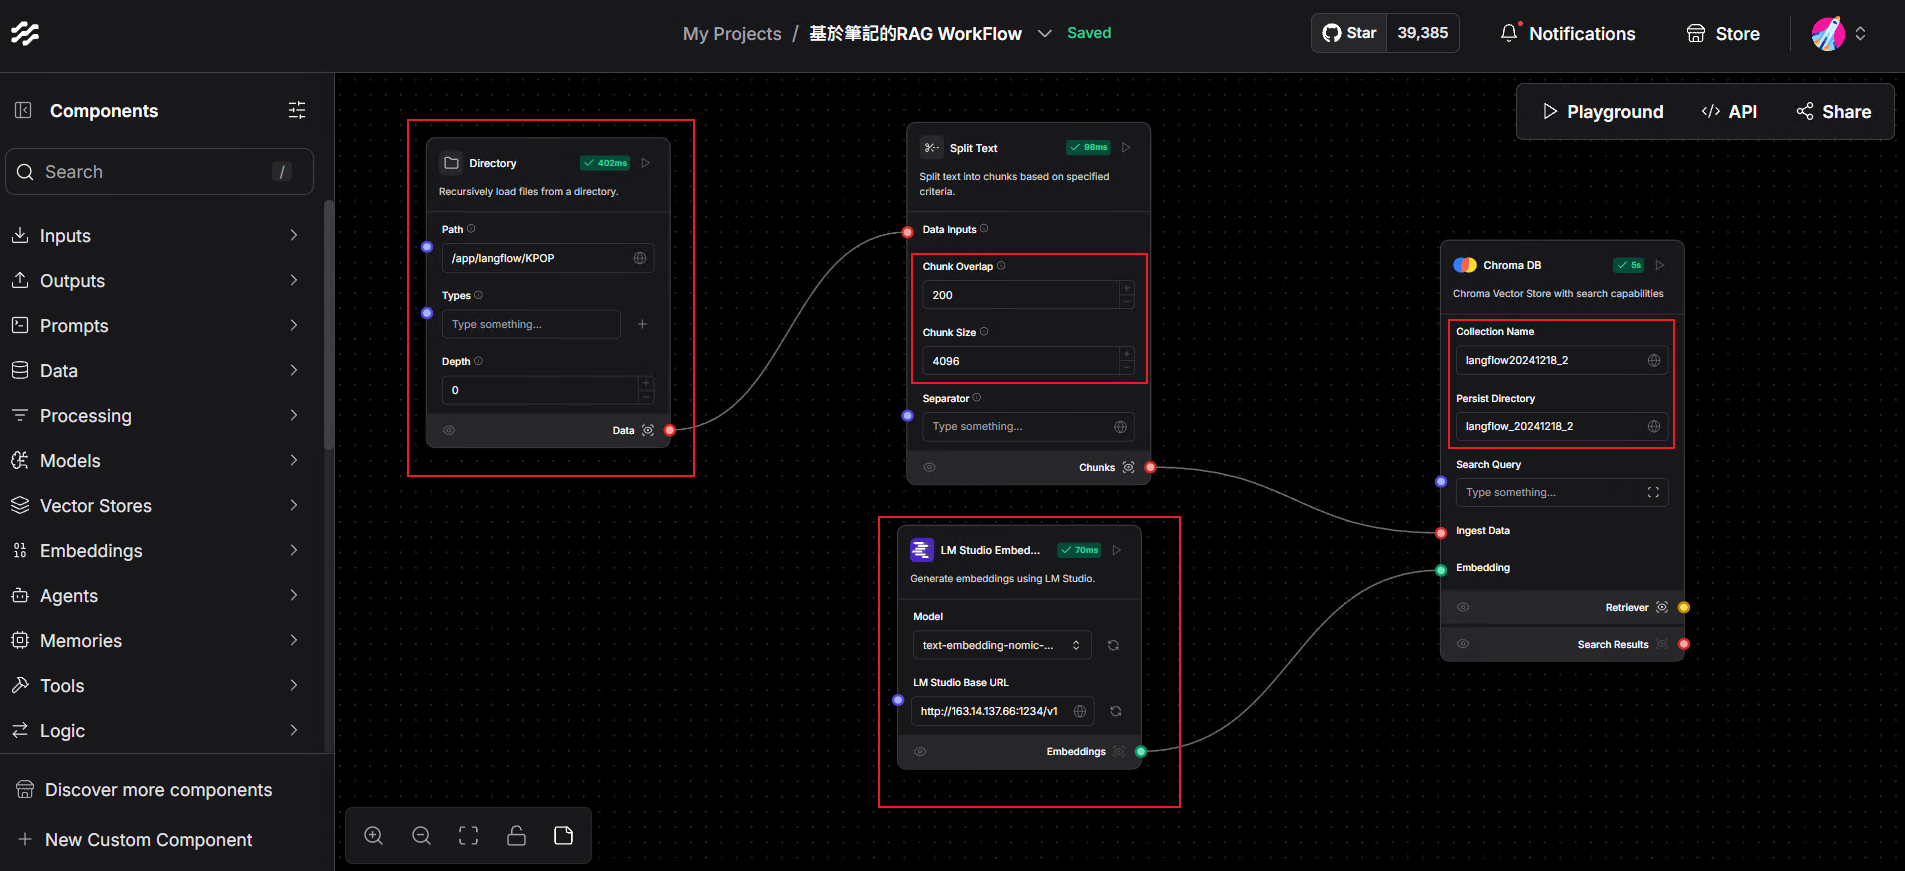 My Projects / 基於筆記的RAG WorkFlow Saved
Star 39,385
Notifications
Store
Components
Search /
Inputs
Outputs
Prompts
Data
Processing
Models
Vector Stores
Embeddings
Agents
Memories
Tools
Logic
Discover more components
New Custom Component
Playground
API
Share
Directory 402ms
Recursively load files from a directory.
Path
/app/langflow/KPOP
Types
Type something...
Depth
0
Data
Split Text 98ms
Split text into chunks based on specified
criteria.
Data Inputs
Chunk Overlap
200
Chunk Size
4096
Separator
Type something...
Chunks
LM Studio Embed... 70ms
Generate embeddings using LM Studio.
Model
text-embedding-nomic-...
LM Studio Base URL
http://163.14.137.66:1234/v1
Embeddings
Chroma DB 5s
Chroma Vector Store with search capabilities
Collection Name
langflow20241218_2
Persist Directory
langflow_20241218_2
Search Query
Type something...
Ingest Data
Embedding
Retriever
Search Results